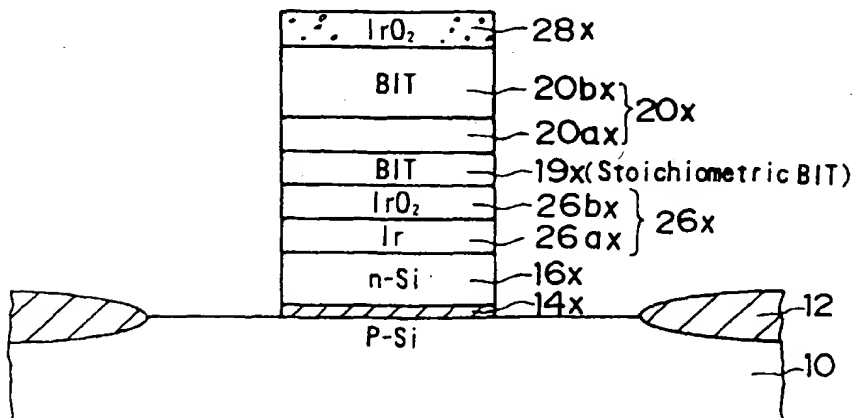 IrO₂ 28x
BIT 20bx
20x
20ax
BIT 19x(Stoichiometric BIT)
IrO₂ 26bx
26x
Ir 26ax
n-Si 16x
14x
12
P-Si
10